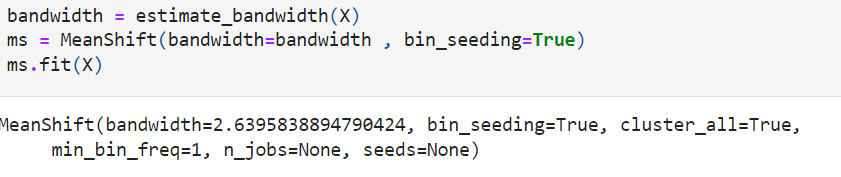 bandwidth = estimate_bandwidth(X)
ms = MeanShift(bandwidth=bandwidth , bin_seeding=True)
ms.fit(X)
MeanShift(bandwidth=2.6395838894790424, bin_seeding=True, cluster_all=True,
min_bin_freq=1, n_jobs=None, seeds=None)